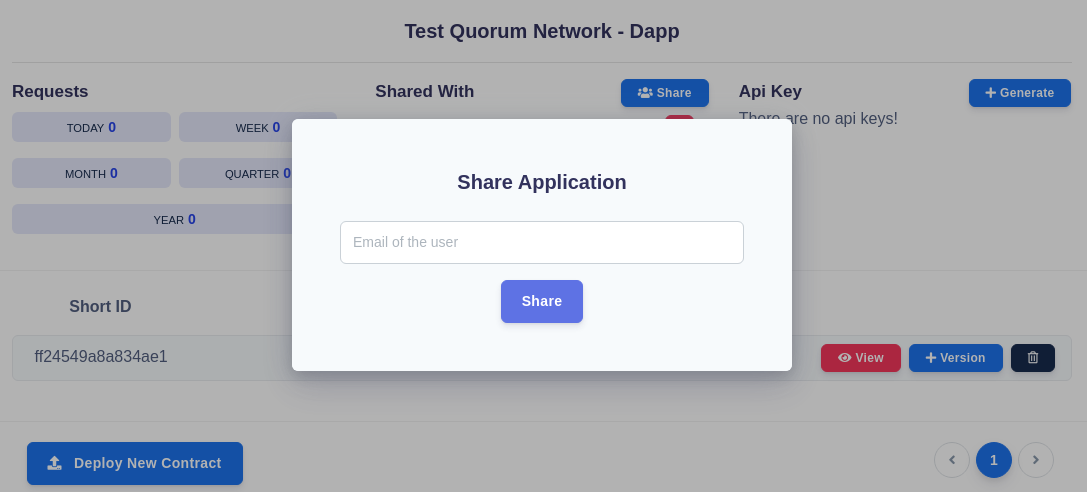 Test Quorum Network - Dapp
Requests
Shared With
Share
Api Key
Generate
There are no api keys!
TODAY 0
WEEK 0
MONTH 0
QUARTER 0
YEAR 0
Share Application
Email of the user
Share
Short ID
ff24549a8a834ae1
View
Version
Deploy New Contract
1